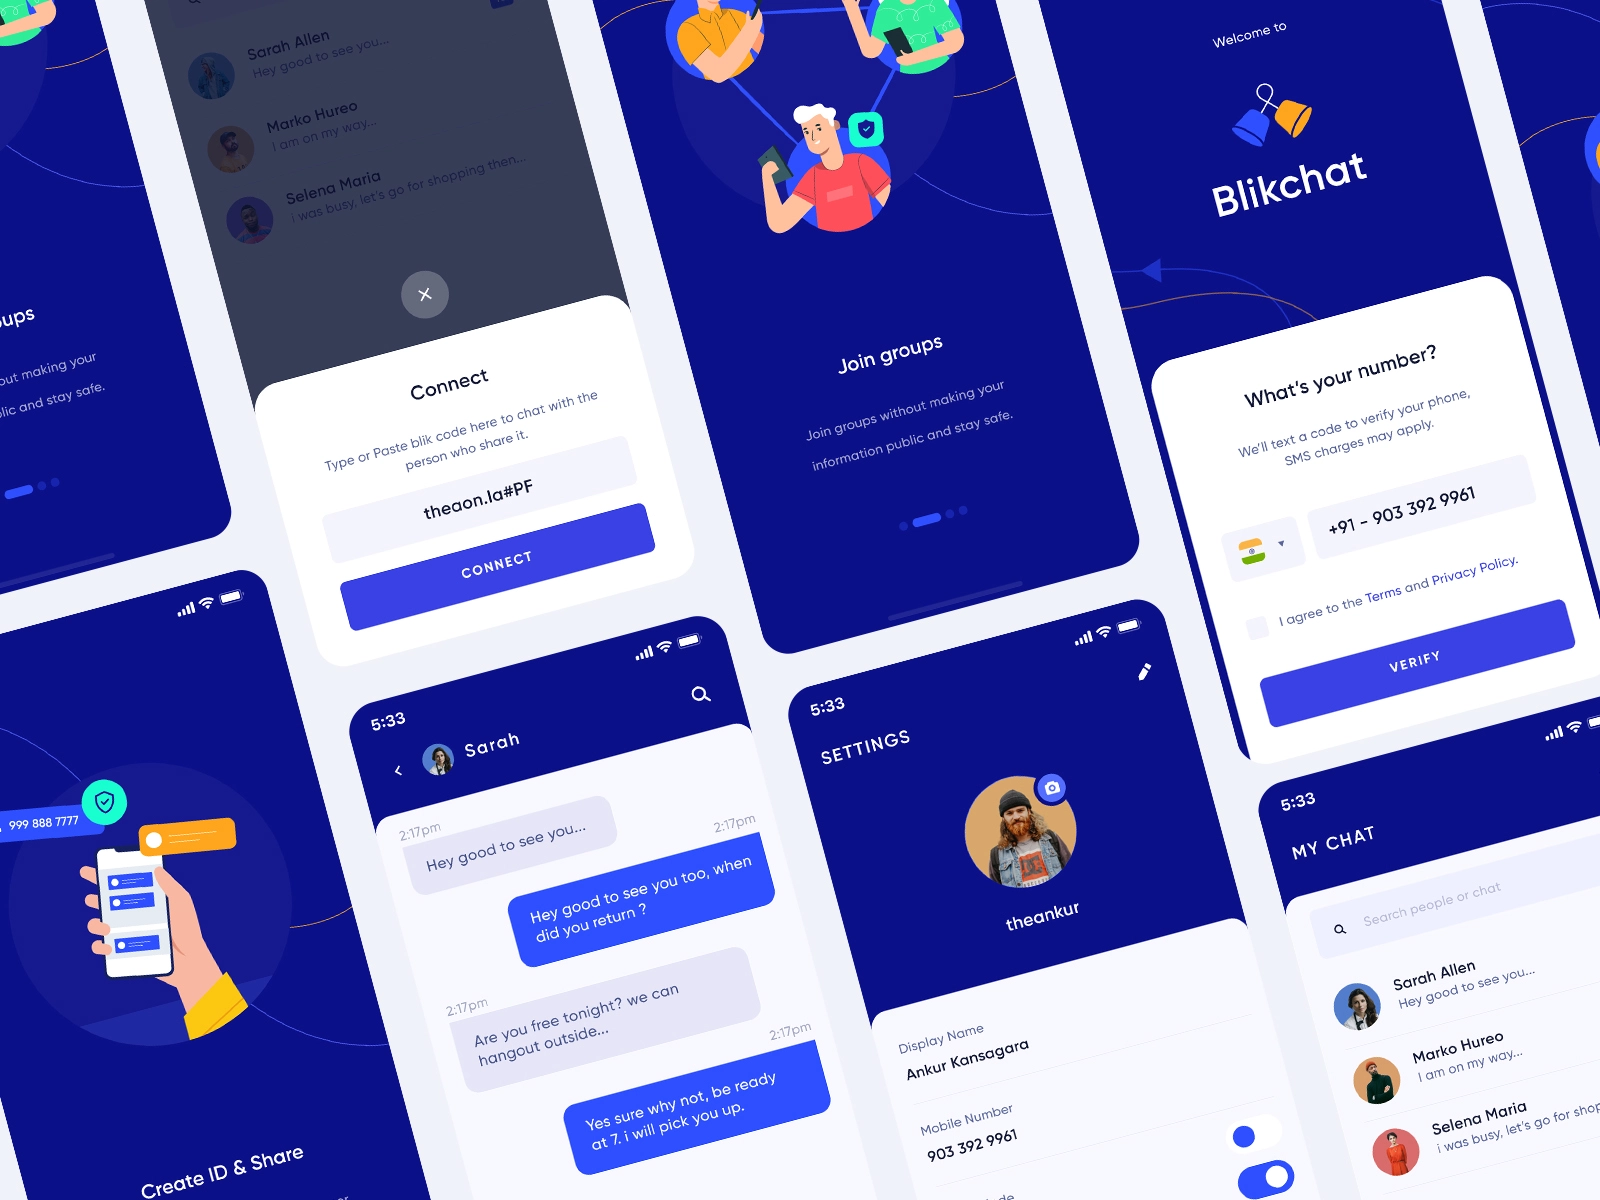 Sarah Allen
Hey good to see you...
Marko Hureo
I am on my way...
Selena Maria
i was busy, let's go for shopping then...
Connect
Type or Paste blik code here to chat with the
person who share it.
theaon.la#PF
CONNECT
Join groups
Join groups without making your
information public and stay safe.
Welcome to
Blikchat
What's your number?
We'll text a code to verify your phone,
SMS charges may apply.
+91 - 903 392 9961
I agree to the Terms and Privacy Policy.
VERIFY
out making your
lic and stay safe.
999 888 7777
Create ID & Share
5:33
Sarah
2:17pm
Hey good to see you...
2:17pm
Hey good to see you too, when
did you return ?
2:17pm
Are you free tonight? we can
hangout outside...
2:17pm
Yes sure why not, be ready
at 7. i will pick you up.
5:33
SETTINGS
theankur
Display Name
Ankur Kansagara
Mobile Number
903 392 9961
5:33
MY CHAT
Search people or chat
Sarah Allen
Hey good to see you...
Marko Hureo
I am on my way...
Selena Maria
i was busy, let's go for shop